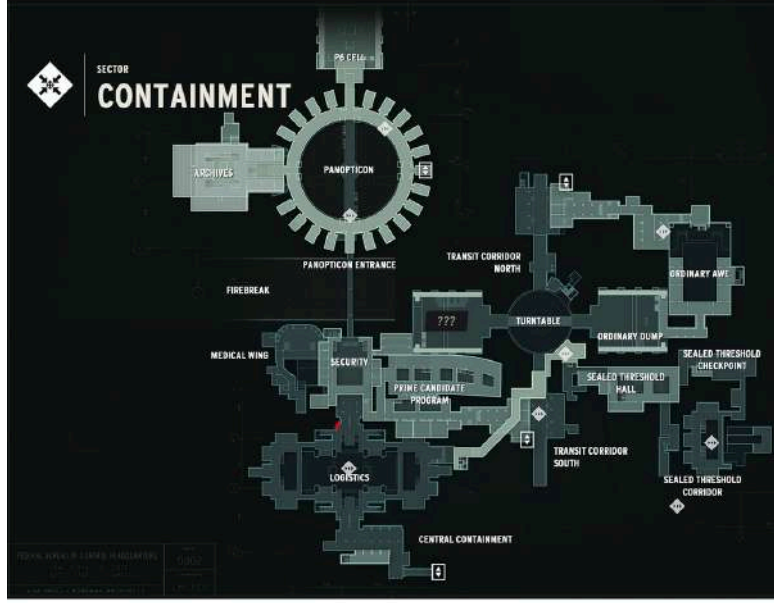 SECTOR
CONTAINMENT
P6 CELL
ARCHIVES
PANOPTICON
PANOPTICON ENTRANCE
FIREBREAK
TRANSIT CORRIDOR
NORTH
ORDINARY AWE
???
TURNTABLE
ORDINARY DUMP
MEDICAL WING
SECURITY
PRIME CANDIDATE
PROGRAM
SEALED THRESHOLD
CHECKPOINT
SEALED THRESHOLD
HALL
TRANSIT CORRIDOR
SOUTH
LOGISTICS
SEALED THRESHOLD
CORRIDOR
CENTRAL CONTAINMENT
FEDERAL BUREAU OF CONTROL HEADQUARTERS